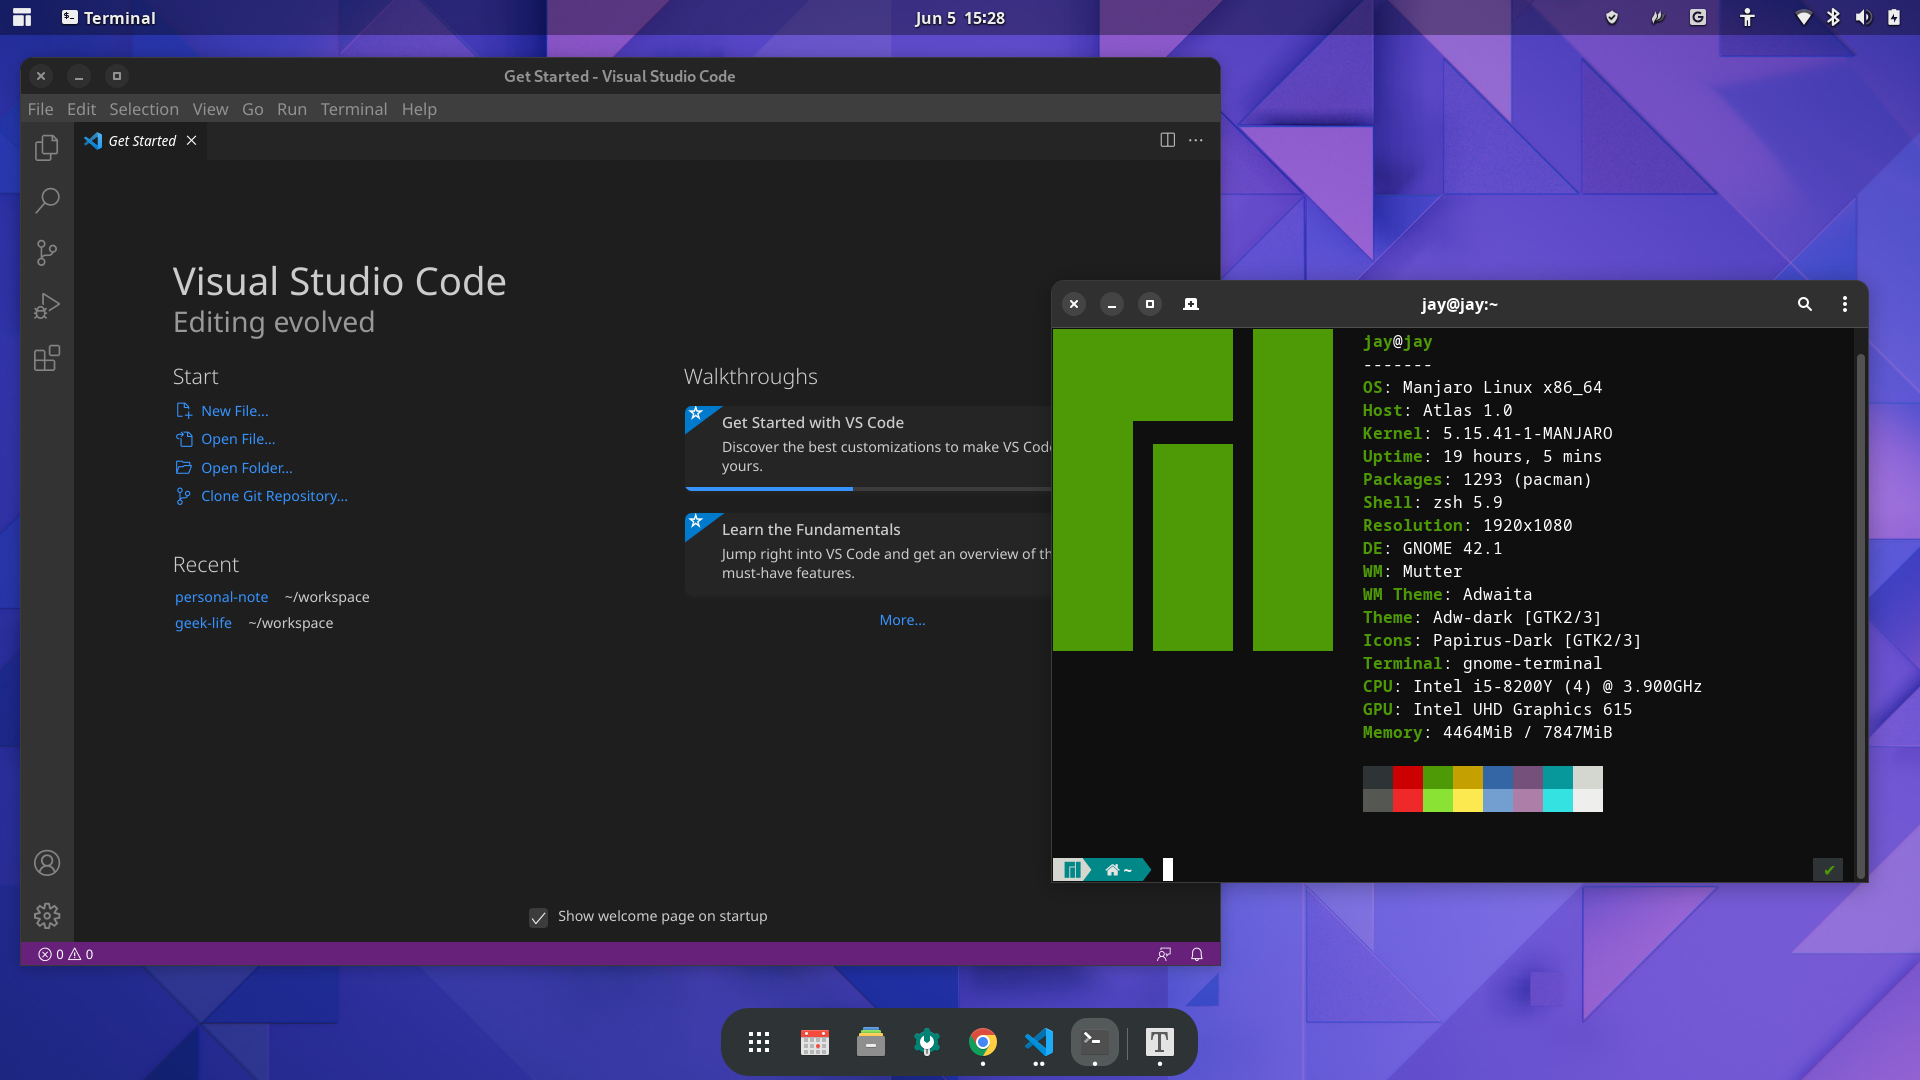 Terminal
Jun 5 15:28
Get Started - Visual Studio Code
File Edit Selection View Go Run Terminal Help
Get Started
Visual Studio Code
Editing evolved
Start
New File...
Open File...
Open Folder...
Clone Git Repository...
Recent
personal-note ~/workspace
geek-life ~/workspace
Walkthroughs
Get Started with VS Code
Discover the best customizations to make VS Code
yours.
Learn the Fundamentals
Jump right into VS Code and get an overview of th
must-have features.
More...
Show welcome page on startup
0 0
jay@jay:~
jay@jay
-------
OS: Manjaro Linux x86_64
Host: Atlas 1.0
Kernel: 5.15.41-1-MANJARO
Uptime: 19 hours, 5 mins
Packages: 1293 (pacman)
Shell: zsh 5.9
Resolution: 1920x1080
DE: GNOME 42.1
WM: Mutter
WM Theme: Adwaita
Theme: Adw-dark [GTK2/3]
Icons: Papirus-Dark [GTK2/3]
Terminal: gnome-terminal
CPU: Intel i5-8200Y (4) @ 3.900GHz
GPU: Intel UHD Graphics 615
Memory: 4464MiB / 7847MiB
~